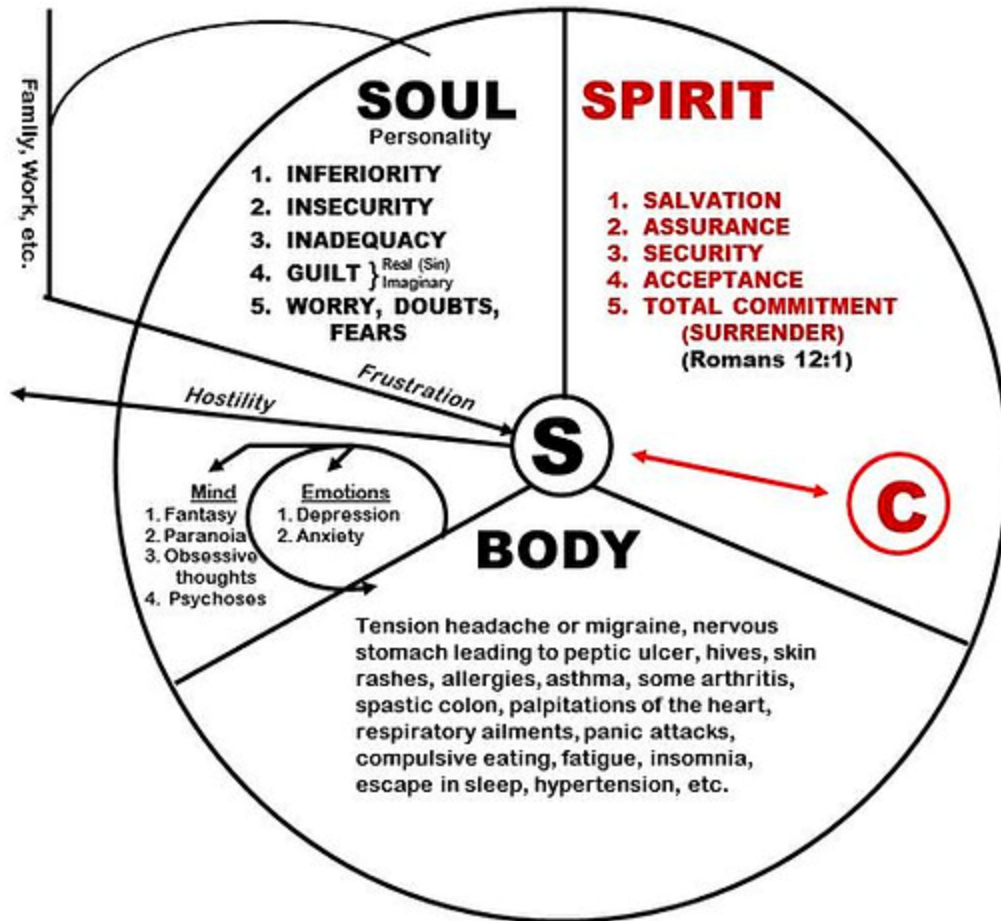 Family, Work, etc.
SOUL
Personality
1. INFERIORITY
2. INSECURITY
3. INADEQUACY
4. GUILT } Real (Sin)
Imaginary
5. WORRY, DOUBTS,
FEARS
SPIRIT
1. SALVATION
2. ASSURANCE
3. SECURITY
4. ACCEPTANCE
5. TOTAL COMMITMENT
(SURRENDER)
(Romans 12:1)
Frustration
Hostility
S
C
Mind
1. Fantasy
2. Paranoia
3. Obsessive
thoughts
4. Psychoses
Emotions
1. Depression
2. Anxiety
BODY
Tension headache or migraine, nervous
stomach leading to peptic ulcer, hives, skin
rashes, allergies, asthma, some arthritis,
spastic colon, palpitations of the heart,
respiratory ailments, panic attacks,
compulsive eating, fatigue, insomnia,
escape in sleep, hypertension, etc.